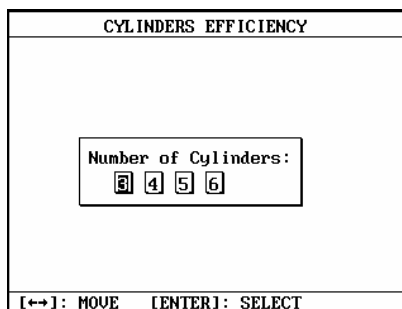 CYLINDERS EFFICIENCY
Number of Cylinders:
3 4 5 6
[←→]: MOVE [ENTER]: SELECT